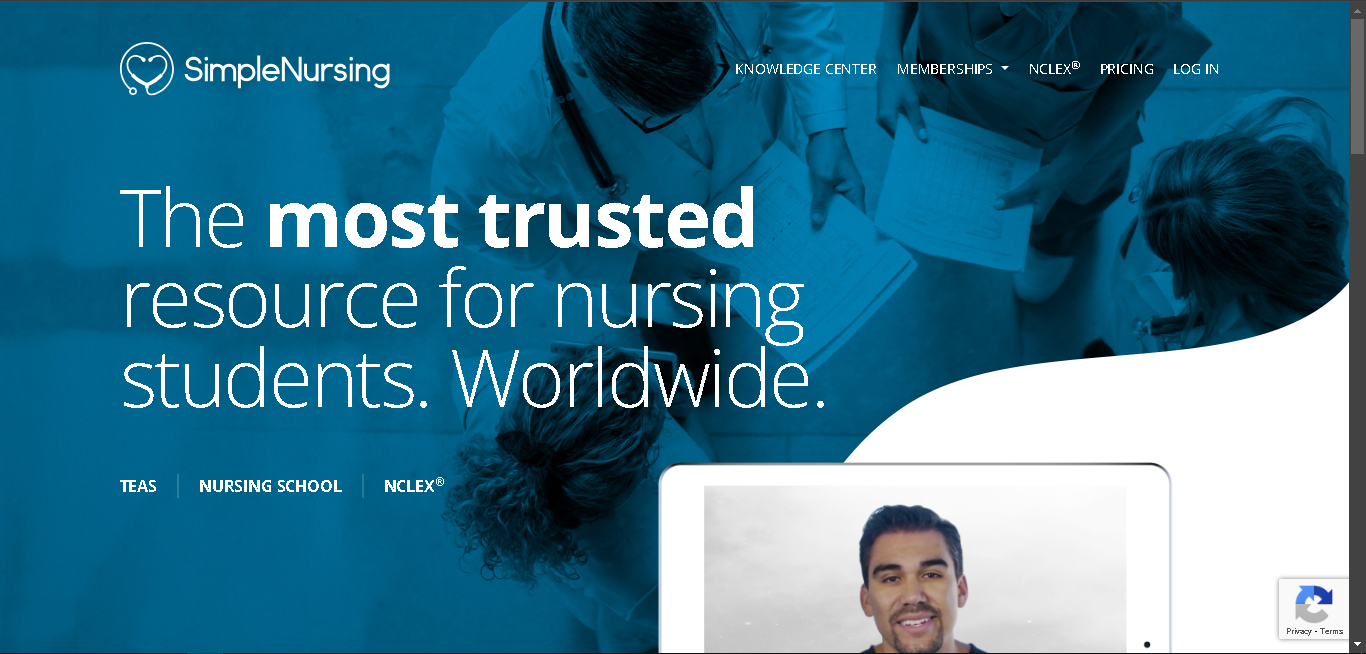 SimpleNursing
KNOWLEDGE CENTER MEMBERSHIPS NCLEX® PRICING LOG IN
The most trusted
resource for nursing
students. Worldwide.
TEAS NURSING SCHOOL NCLEX®
Privacy - Terms